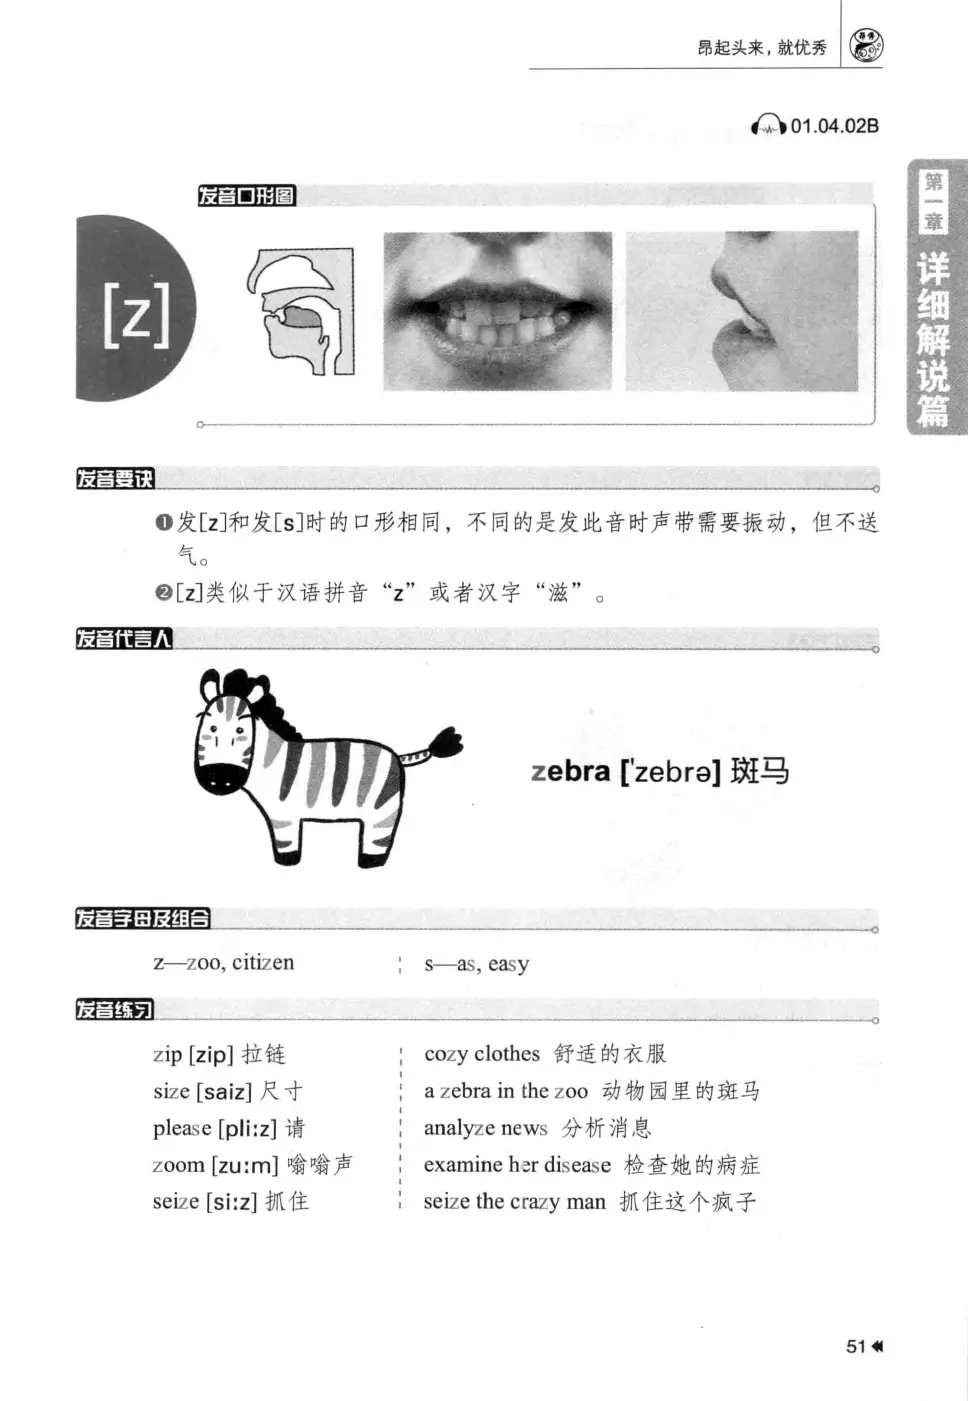 昂起头来，就优秀
01.04.02B
第一章 详细解说篇
发音口形图
[z]
发音要诀
❶发[z]和发[s]时的口形相同，不同的是发此音时声带需要振动，但不送
气。
❷[z]类似于汉语拼音“z”或者汉字“滋”。
发音代言人
zebra ['zebrə] 斑马
发音字母及组合
z—zoo, citizen
s—as, easy
发音练习
zip [zip] 拉链
size [saiz] 尺寸
please [pliːz] 请
zoom [zuːm] 嗡嗡声
seize [siːz] 抓住
cozy clothes 舒适的衣服
a zebra in the zoo 动物园里的斑马
analyze news 分析消息
examine her disease 检查她的病症
seize the crazy man 抓住这个疯子
51